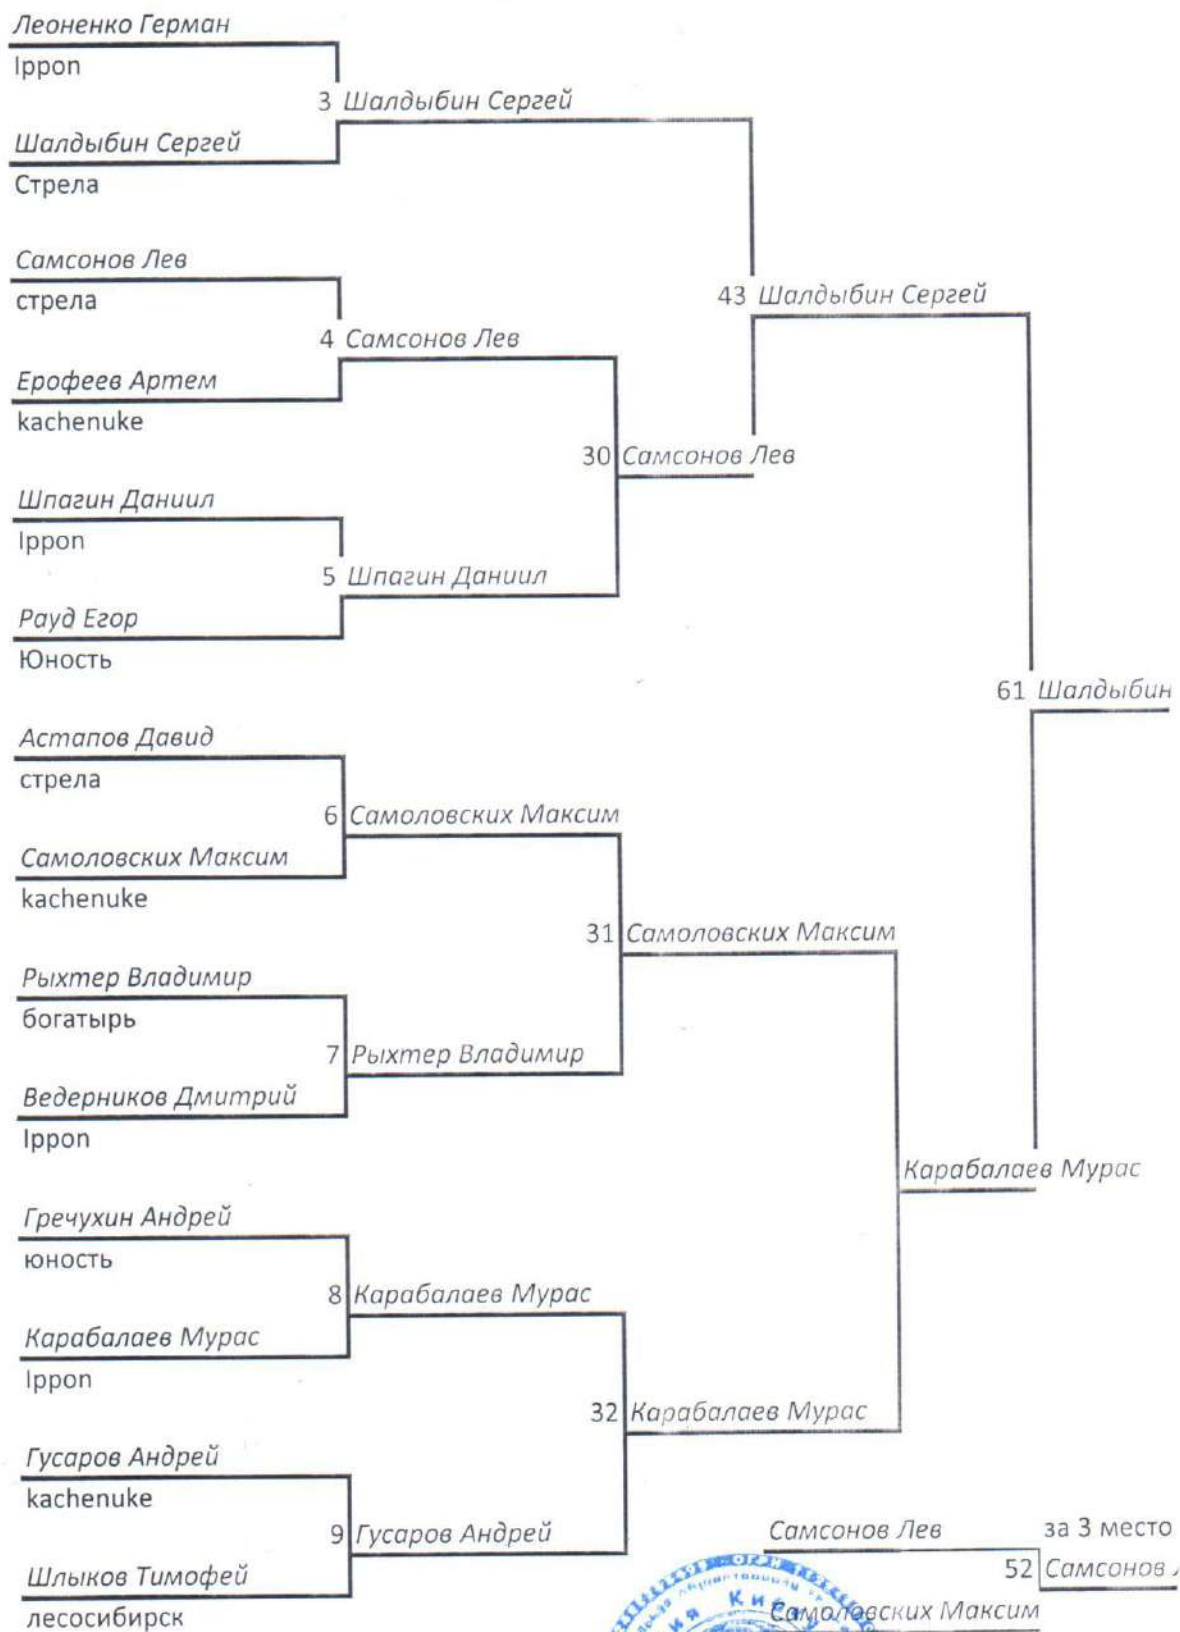 Леоненко Герман
Ippon
3 Шалдыбин Сергей
Шалдыбин Сергей
Стрела
Самсонов Лев
стрела
43 Шалдыбин Сергей
4 Самсонов Лев
Ерофеев Артем
kachenuke
30 Самсонов Лев
Шпагин Даниил
Ippon
5 Шпагин Даниил
Рауд Егор
Юность
61 Шалдыбин
Астапов Давид
стрела
6 Самоловских Максим
Самоловских Максим
kachenuke
31 Самоловских Максим
Рыхтер Владимир
богатырь
7 Рыхтер Владимир
Ведерников Дмитрий
Ippon
Карабалаев Мурас
Гречухин Андрей
юность
8 Карабалаев Мурас
Карабалаев Мурас
Ippon
32 Карабалаев Мурас
Гусаров Андрей
kachenuke
9 Гусаров Андрей
Самсонов Лев за 3 место
52 Самсонов
Шлыков Тимофей
лесосибирск
Самоловских Максим